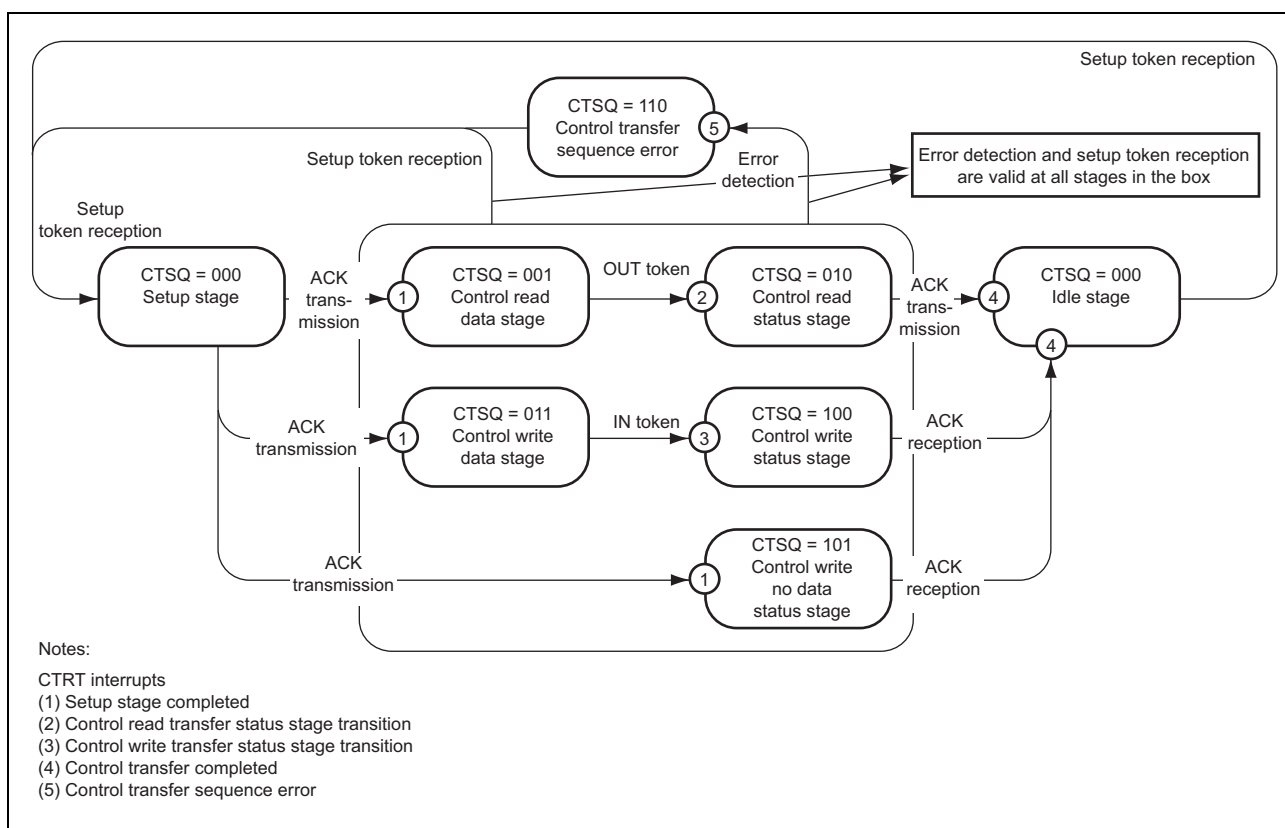 Setup token reception
CTSQ = 110
Control transfer
sequence error
5
Setup token reception
Error
detection
Error detection and setup token reception
are valid at all stages in the box
Setup
token reception
CTSQ = 000
Setup stage
ACK
trans-
mission
1
CTSQ = 001
Control read
data stage
OUT token
2
CTSQ = 010
Control read
status stage
ACK
trans-
mission
4
CTSQ = 000
Idle stage
4
ACK
transmission
1
CTSQ = 011
Control write
data stage
IN token
3
CTSQ = 100
Control write
status stage
ACK
reception
ACK
transmission
1
CTSQ = 101
Control write
no data
status stage
ACK
reception
Notes:
CTRT interrupts
(1) Setup stage completed
(2) Control read transfer status stage transition
(3) Control write transfer status stage transition
(4) Control transfer completed
(5) Control transfer sequence error